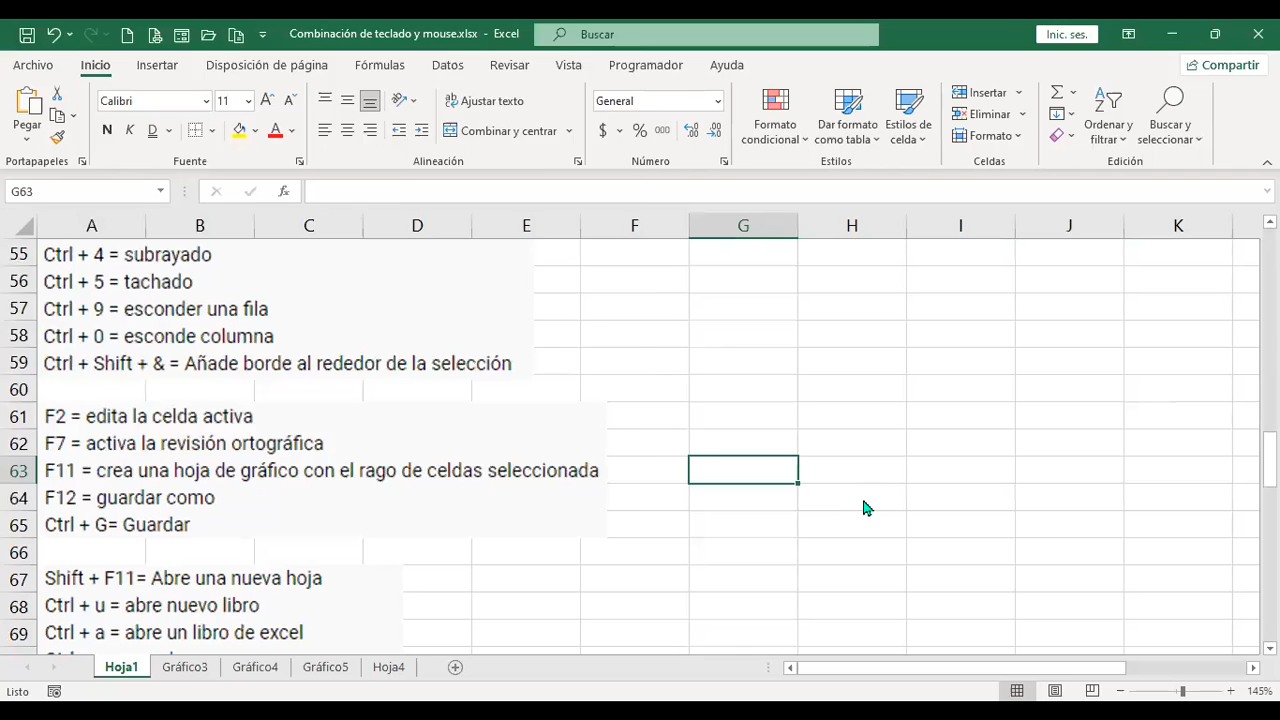 Combinación de teclado y mouse.xlsx - Excel
Buscar
Inic. ses.
Archivo
Inicio
Insertar
Disposición de página
Fórmulas
Datos
Revisar
Vista
Programador
Ayuda
Compartir
Pegar
Portapapeles
Calibri
11
N K D
Fuente
Ajustar texto
Combinar y centrar
Alineación
General
$ % 000
Número
Formato condicional
Dar formato como tabla
Estilos de celda
Estilos
Insertar
Eliminar
Formato
Celdas
Ordenar y filtrar
Buscar y seleccionar
Edición
G63
fx
A B C D E F G H I J K
55 Ctrl + 4 = subrayado
56 Ctrl + 5 = tachado
57 Ctrl + 9 = esconder una fila
58 Ctrl + 0 = esconde columna
59 Ctrl + Shift + & = Añade borde al rededor de la selección
60
61 F2 = edita la celda activa
62 F7 = activa la revisión ortográfica
63 F11 = crea una hoja de gráfico con el rago de celdas seleccionada
64 F12 = guardar como
65 Ctrl + G= Guardar
66
67 Shift + F11= Abre una nueva hoja
68 Ctrl + u = abre nuevo libro
69 Ctrl + a = abre un libro de excel
Hoja1
Gráfico3
Gráfico4
Gráfico5
Hoja4
Listo
145%